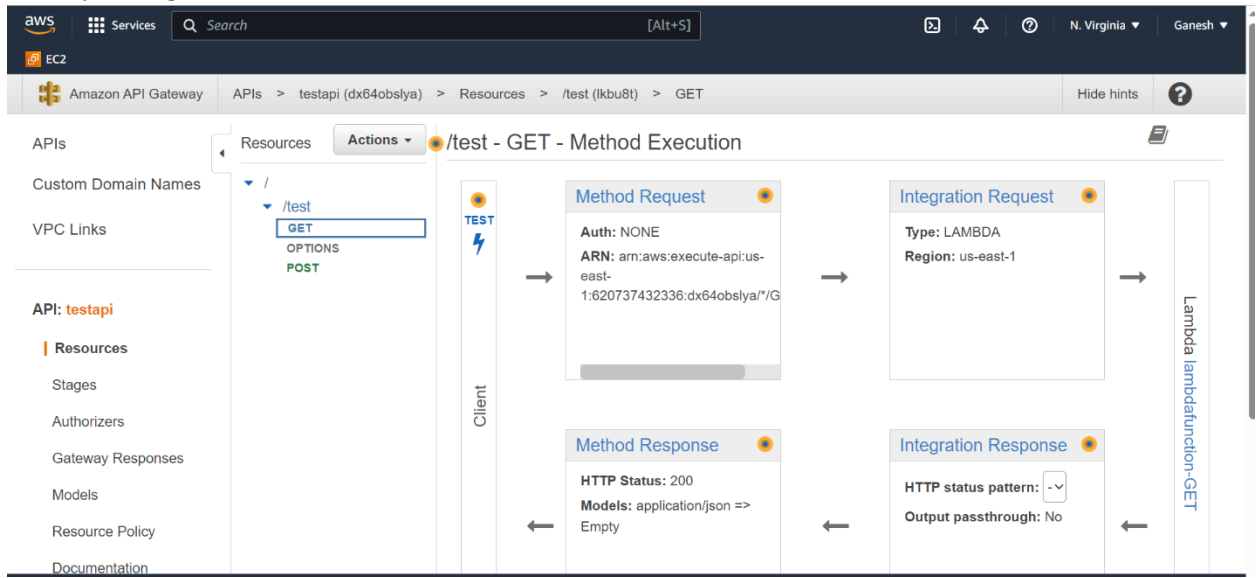 aws
Services
Search
[Alt+S]
N. Virginia
Ganesh
EC2
Amazon API Gateway
APIs > testapi (dx64obslya) > Resources > /test (lkbu8t) > GET
Hide hints
APIs
Custom Domain Names
VPC Links
API: testapi
Resources
Stages
Authorizers
Gateway Responses
Models
Resource Policy
Documentation
Resources
Actions
/
/test
GET
OPTIONS
POST
/test - GET - Method Execution
TEST
Client
Method Request
Auth: NONE
ARN: arn:aws:execute-api:us-
east-
1:620737432336:dx64obslya/*/G
Integration Request
Type: LAMBDA
Region: us-east-1
Lambda lambdafunction-GET
Method Response
HTTP Status: 200
Models: application/json =>
Empty
Integration Response
HTTP status pattern: -
Output passthrough: No